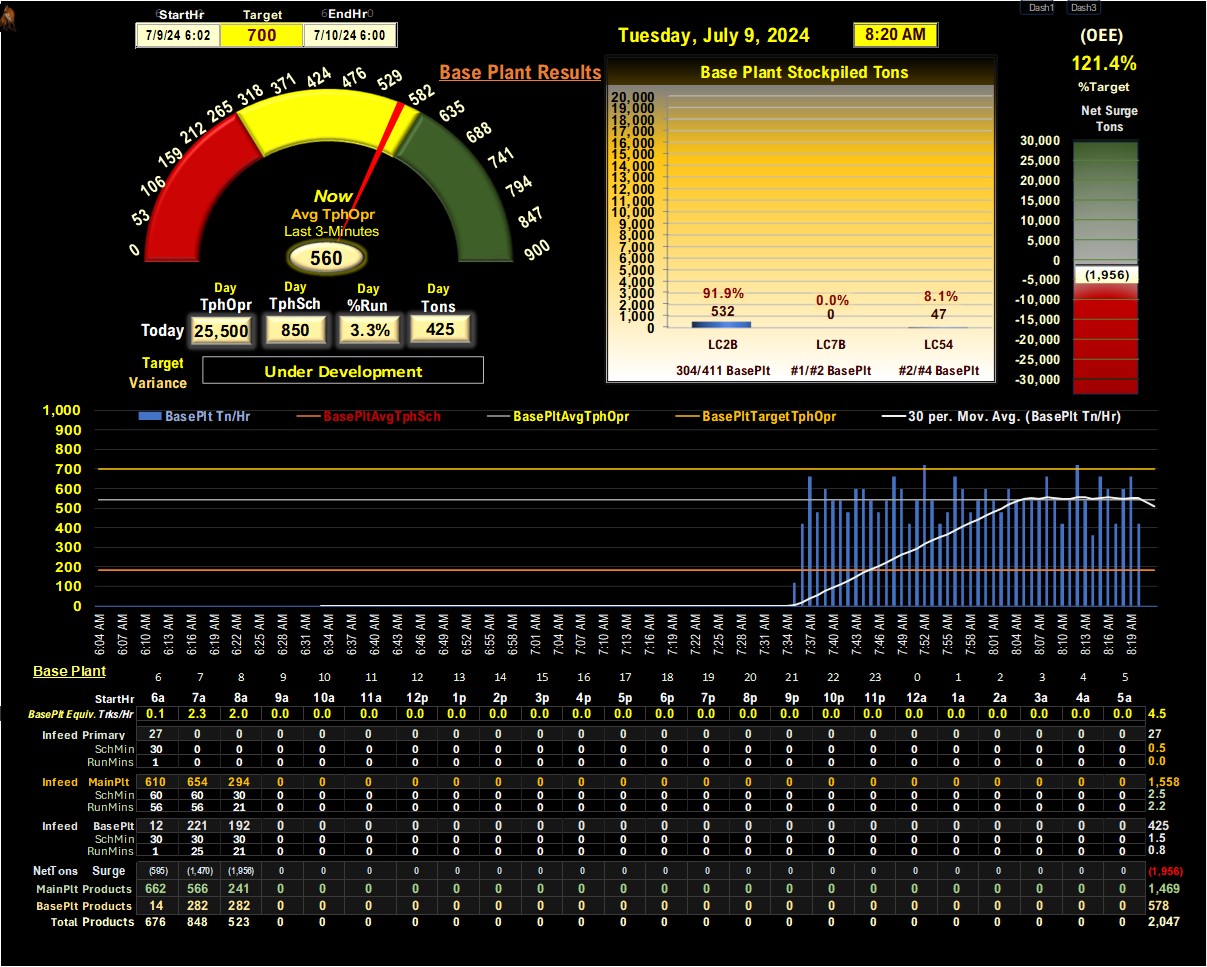 StartHr Target EndHr Dash1 Dash3
7/9/24 6:02 700 7/10/24 6:00
Tuesday, July 9, 2024 8:20 AM (OEE)
121.4%
%Target
Base Plant Results
Base Plant Stockpiled Tons
Net Surge
Tons
0 53 106 159 212 265 318 371 424 476 529 582 635 688 741 794 847 900
Now
Avg TphOpr
Last 3-Minutes
560
Day Day Day Day
TphOpr TphSch %Run Tons
Today 25,500 850 3.3% 425
Target
Variance
Under Development
20,000
19,000
18,000
17,000
16,000
15,000
14,000
13,000
12,000
11,000
10,000
9,000
8,000
7,000
6,000
5,000
4,000
3,000
2,000
1,000
0
91.9% 0.0% 8.1%
532 0 47
LC2B LC7B LC54
304/411 BasePlt #1/#2 BasePlt #2/#4 BasePlt
30,000
25,000
20,000
15,000
10,000
5,000
0
-5,000
-10,000
-15,000
-20,000
-25,000
-30,000
(1,956)
BasePlt Tn/Hr BasePltAvgTphSch BasePltAvgTphOpr BasePltTargetTphOpr 30 per. Mov. Avg. (BasePlt Tn/Hr)
1,000
900
800
700
600
500
400
300
200
100
0
6:04 AM 6:07 AM 6:10 AM 6:13 AM 6:16 AM 6:19 AM 6:22 AM 6:25 AM 6:28 AM 6:31 AM 6:34 AM 6:37 AM 6:40 AM 6:43 AM 6:46 AM 6:49 AM 6:52 AM 6:55 AM 6:58 AM 7:01 AM 7:04 AM 7:07 AM 7:10 AM 7:13 AM 7:16 AM 7:19 AM 7:22 AM 7:25 AM 7:28 AM 7:31 AM 7:34 AM 7:37 AM 7:40 AM 7:43 AM 7:46 AM 7:49 AM 7:52 AM 7:55 AM 7:58 AM 8:01 AM 8:04 AM 8:07 AM 8:10 AM 8:13 AM 8:16 AM 8:19 AM
Base Plant 6 7 8 9 10 11 12 13 14 15 16 17 18 19 20 21 22 23 0 1 2 3 4 5
StartHr 6a 7a 8a 9a 10a 11a 12p 1p 2p 3p 4p 5p 6p 7p 8p 9p 10p 11p 12a 1a 2a 3a 4a 5a
BasePlt Equiv. Trks/Hr 0.1 2.3 2.0 0.0 0.0 0.0 0.0 0.0 0.0 0.0 0.0 0.0 0.0 0.0 0.0 0.0 0.0 0.0 0.0 0.0 0.0 0.0 0.0 0.0 4.5
Infeed Primary 27 0 0 0 0 0 0 0 0 0 0 0 0 0 0 0 0 0 0 0 0 0 0 0 27
SchMin 30 0 0 0 0 0 0 0 0 0 0 0 0 0 0 0 0 0 0 0 0 0 0 0 0.5
RunMins 1 0 0 0 0 0 0 0 0 0 0 0 0 0 0 0 0 0 0 0 0 0 0 0 0.0
Infeed MainPlt 610 654 294 0 0 0 0 0 0 0 0 0 0 0 0 0 0 0 0 0 0 0 0 0 1,558
SchMin 60 60 30 0 0 0 0 0 0 0 0 0 0 0 0 0 0 0 0 0 0 0 0 0 2.5
RunMins 56 56 21 0 0 0 0 0 0 0 0 0 0 0 0 0 0 0 0 0 0 0 0 0 2.2
Infeed BasePlt 12 221 192 0 0 0 0 0 0 0 0 0 0 0 0 0 0 0 0 0 0 0 0 0 425
SchMin 30 30 30 0 0 0 0 0 0 0 0 0 0 0 0 0 0 0 0 0 0 0 0 0 1.5
RunMins 1 25 21 0 0 0 0 0 0 0 0 0 0 0 0 0 0 0 0 0 0 0 0 0 0.8
NetTons Surge (595) (1,470) (1,956) 0 0 0 0 0 0 0 0 0 0 0 0 0 0 0 0 0 0 0 0 0 (1,956)
MainPlt Products 662 566 241 0 0 0 0 0 0 0 0 0 0 0 0 0 0 0 0 0 0 0 0 0 1,469
BasePlt Products 14 282 282 0 0 0 0 0 0 0 0 0 0 0 0 0 0 0 0 0 0 0 0 0 578
Total Products 676 848 523 0 0 0 0 0 0 0 0 0 0 0 0 0 0 0 0 0 0 0 0 0 2,047